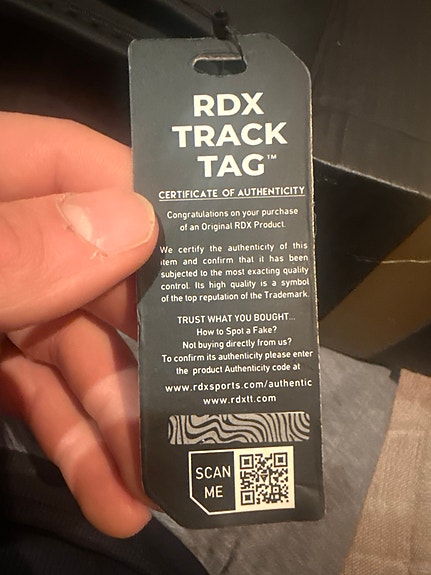 RDX
TRACK
TAG™
CERTIFICATE OF AUTHENTICITY
Congratulations on your purchase
of an Original RDX Product.
We certify the authenticity of this
item and confirm that it has been
subjected to the most exacting quality
control. Its high quality is a symbol
of the top reputation of the Trademark.
TRUST WHAT YOU BOUGHT...
How to Spot a Fake?
Not buying directly from us?
To confirm its authenticity please enter
the product Authenticity code at
www.rdxsports.com/authentic
www.rdxtt.com
SCAN
ME